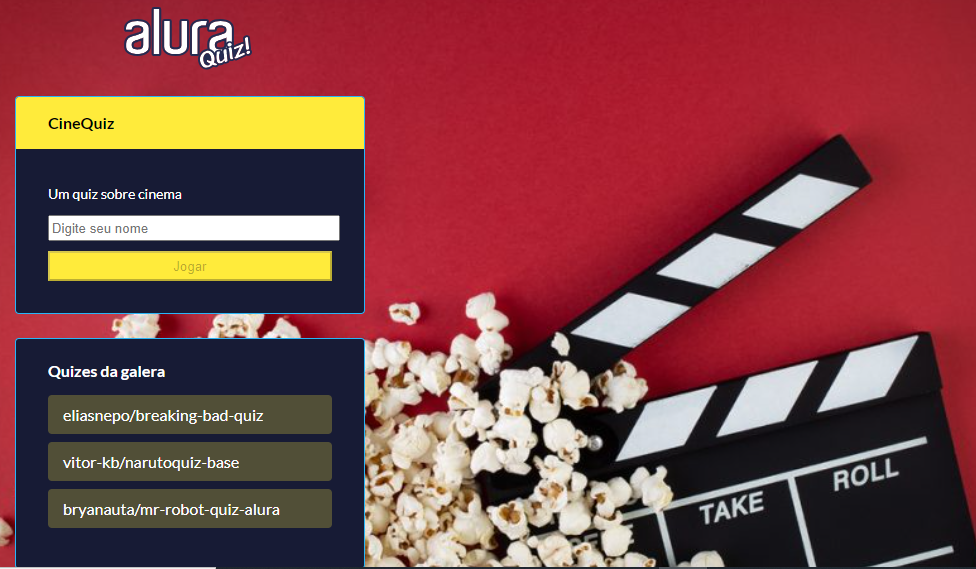 alura
Quiz!
CineQuiz
Um quiz sobre cinema
Digite seu nome
Jogar
Quizes da galera
eliasnepo/breaking-bad-quiz
vitor-kb/narutoquiz-base
bryanauta/mr-robot-quiz-alura
TAKE
ROLL